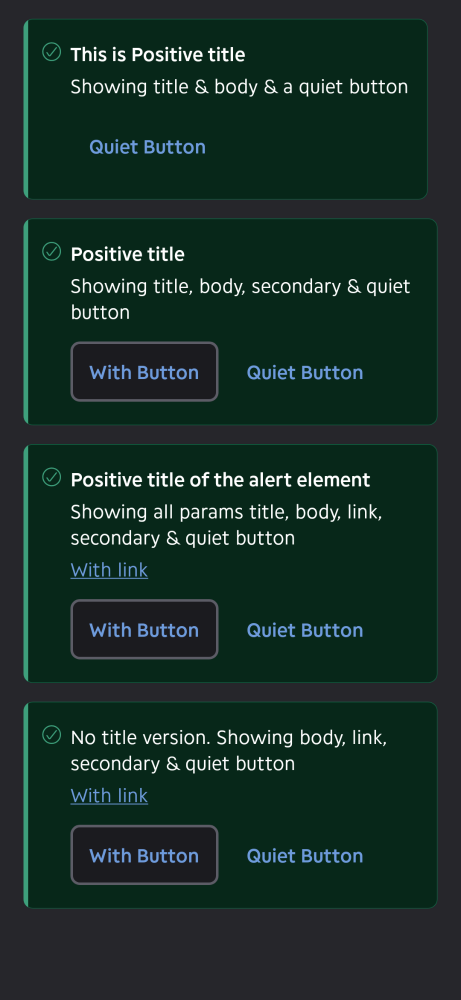 This is Positive title
Showing title & body & a quiet button
Quiet Button
Positive title
Showing title, body, secondary & quiet
button
With Button
Quiet Button
Positive title of the alert element
Showing all params title, body, link,
secondary & quiet button
With link
With Button
Quiet Button
No title version. Showing body, link,
secondary & quiet button
With link
With Button
Quiet Button